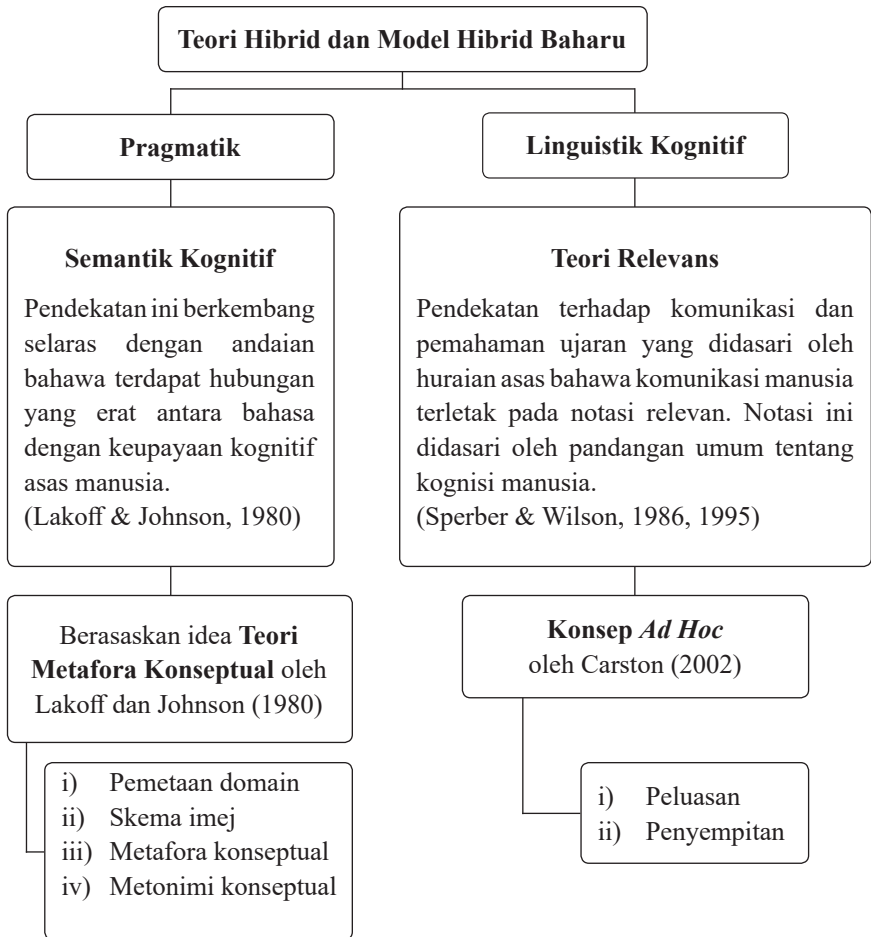 Teori Hibrid dan Model Hibrid Baharu
Pragmatik
Linguistik Kognitif
Semantik Kognitif
Pendekatan ini berkembang
selaras dengan andaian
bahawa terdapat hubungan
yang erat antara bahasa
dengan keupayaan kognitif
asas manusia.
(Lakoff & Johnson, 1980)
Teori Relevans
Pendekatan terhadap komunikasi dan
pemahaman ujaran yang didasari oleh
huraian asas bahawa komunikasi manusia
terletak pada notasi relevan. Notasi ini
didasari oleh pandangan umum tentang
kognisi manusia.
(Sperber & Wilson, 1986, 1995)
Berasaskan idea Teori
Metafora Konseptual oleh
Lakoff dan Johnson (1980)
Konsep Ad Hoc
oleh Carston (2002)
i) Pemetaan domain
ii) Skema imej
iii) Metafora konseptual
iv) Metonimi konseptual
i) Peluasan
ii) Penyempitan